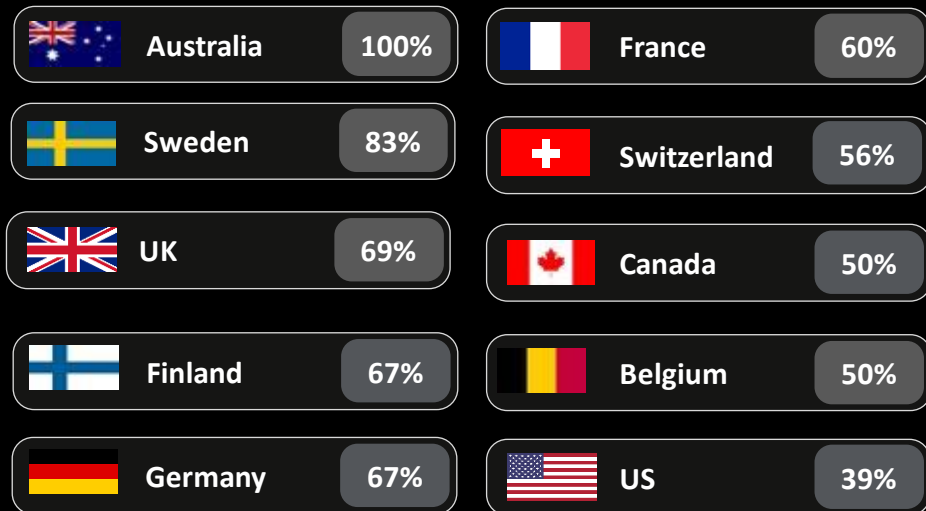 Australia 100%
Sweden 83%
UK 69%
Finland 67%
Germany 67%
France 60%
Switzerland 56%
Canada 50%
Belgium 50%
US 39%